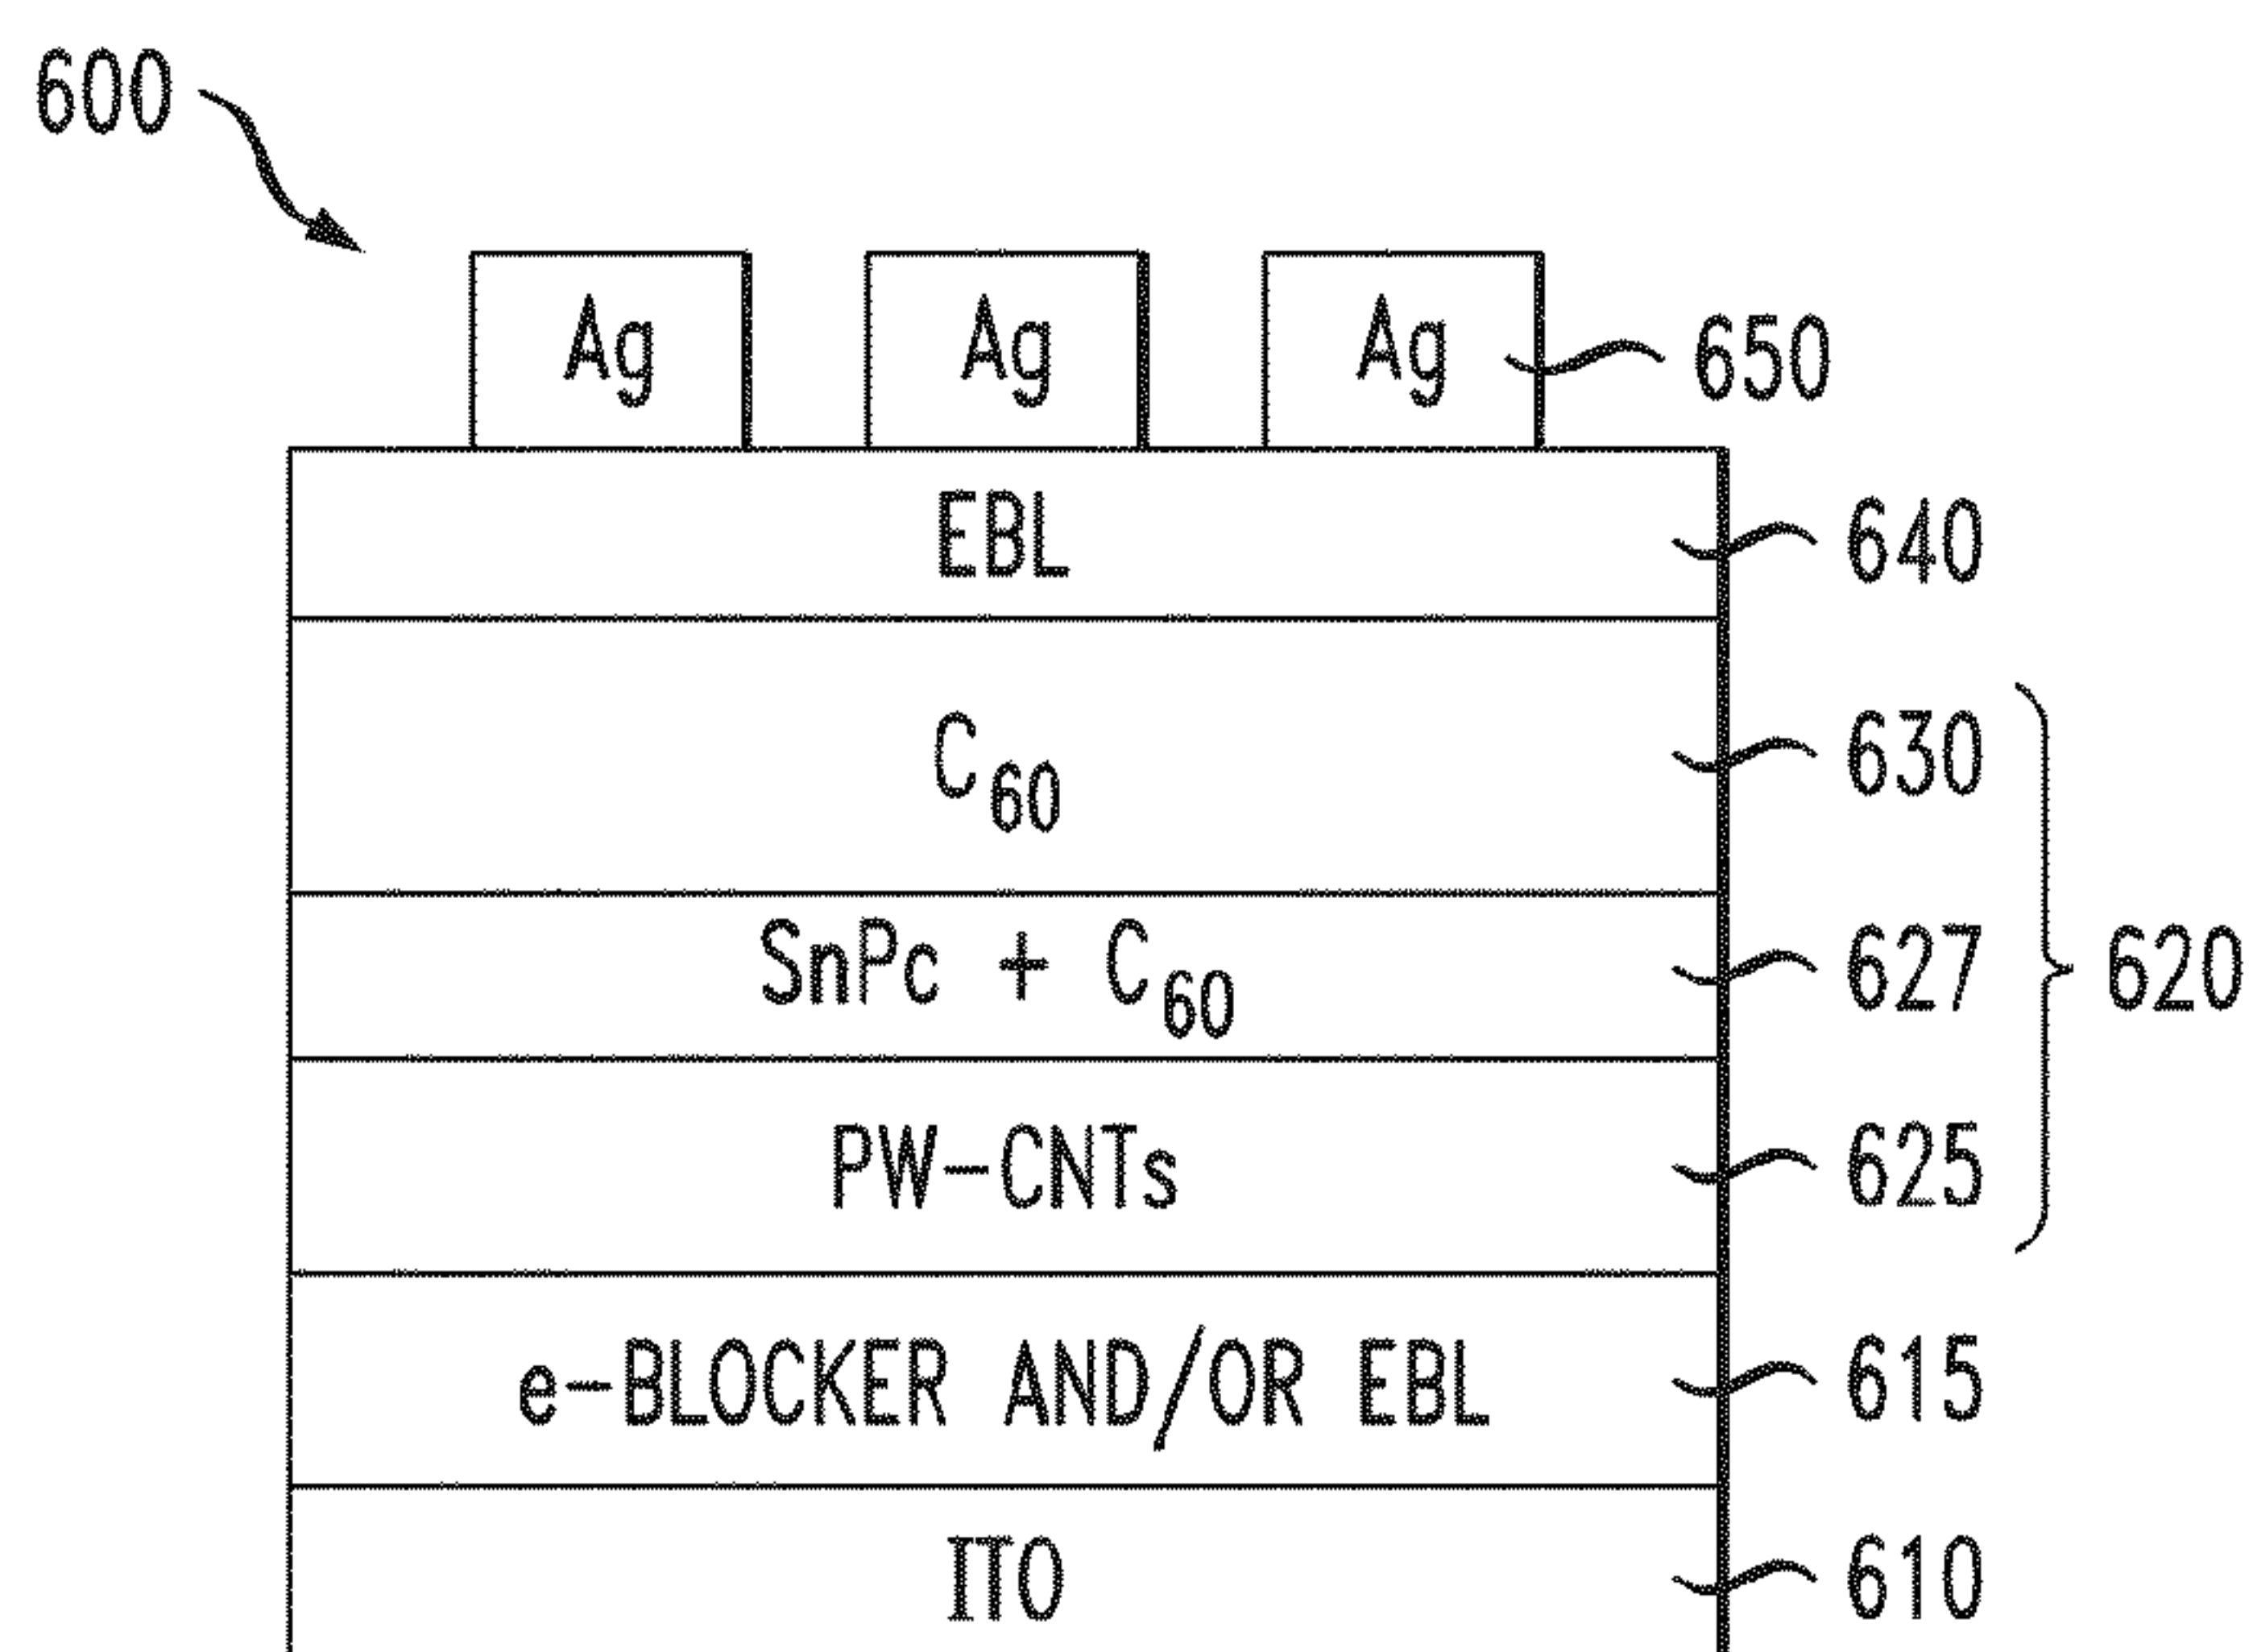 600
Ag Ag Ag 650
EBL 640
C60 630
SnPc + C60 627 620
PW-CNTs 625
e-BLOCKER AND/OR EBL 615
ITO 610